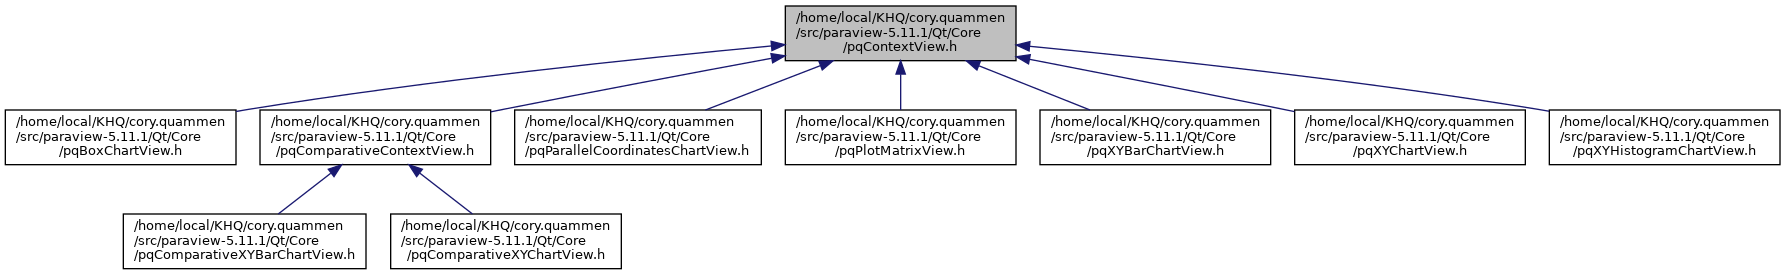 /home/local/KHQ/cory.quammen
/src/paraview-5.11.1/Qt/Core
/pqContextView.h
/home/local/KHQ/cory.quammen
/src/paraview-5.11.1/Qt/Core
/pqBoxChartView.h
/home/local/KHQ/cory.quammen
/src/paraview-5.11.1/Qt/Core
/pqComparativeContextView.h
/home/local/KHQ/cory.quammen
/src/paraview-5.11.1/Qt/Core
/pqParallelCoordinatesChartView.h
/home/local/KHQ/cory.quammen
/src/paraview-5.11.1/Qt/Core
/pqPlotMatrixView.h
/home/local/KHQ/cory.quammen
/src/paraview-5.11.1/Qt/Core
/pqXYBarChartView.h
/home/local/KHQ/cory.quammen
/src/paraview-5.11.1/Qt/Core
/pqXYChartView.h
/home/local/KHQ/cory.quammen
/src/paraview-5.11.1/Qt/Core
/pqXYHistogramChartView.h
/home/local/KHQ/cory.quammen
/src/paraview-5.11.1/Qt/Core
/pqComparativeXYBarChartView.h
/home/local/KHQ/cory.quammen
/src/paraview-5.11.1/Qt/Core
/pqComparativeXYChartView.h